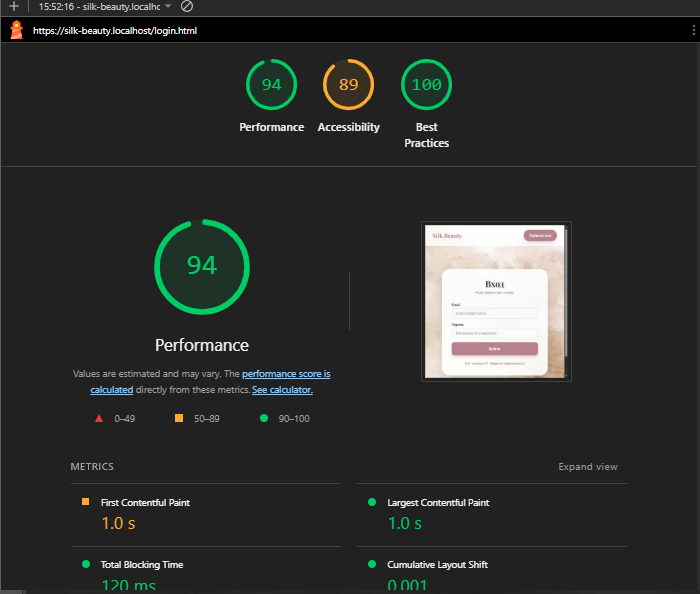 15:52:16 - silk-beauty.localhc
https://silk-beauty.localhost/login.html
94
89
100
Performance
Accessibility
Best
Practices
94
Performance
Values are estimated and may vary. The performance score is
calculated directly from these metrics. See calculator.
0–49
50–89
90–100
Silk Beauty
Вход
Email
Пароль
Войти
METRICS
Expand view
First Contentful Paint
1.0 s
Largest Contentful Paint
1.0 s
Total Blocking Time
120 ms
Cumulative Layout Shift
0.001